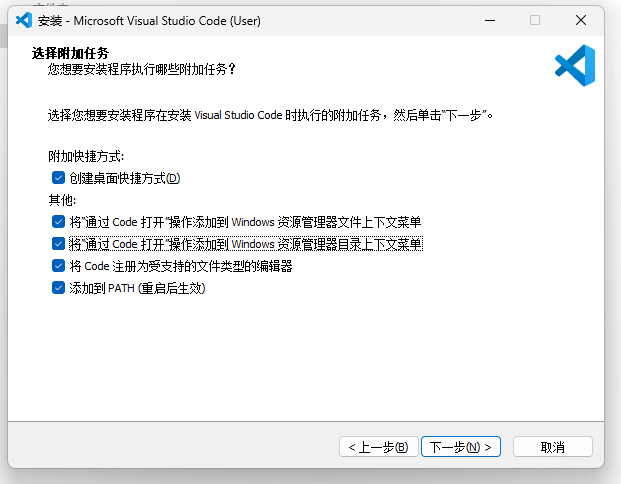 安装 - Microsoft Visual Studio Code (User)
选择附加任务
您想要安装程序执行哪些附加任务？
选择您想要安装程序在安装 Visual Studio Code 时执行的附加任务，然后单击“下一步”。
附加快捷方式:
创建桌面快捷方式(D)
其他:
将“通过 Code 打开”操作添加到 Windows 资源管理器文件上下文菜单
将“通过 Code 打开”操作添加到 Windows 资源管理器目录上下文菜单
将 Code 注册为受支持的文件类型的编辑器
添加到 PATH (重启后生效)
< 上一步(B)
下一步(N) >
取消